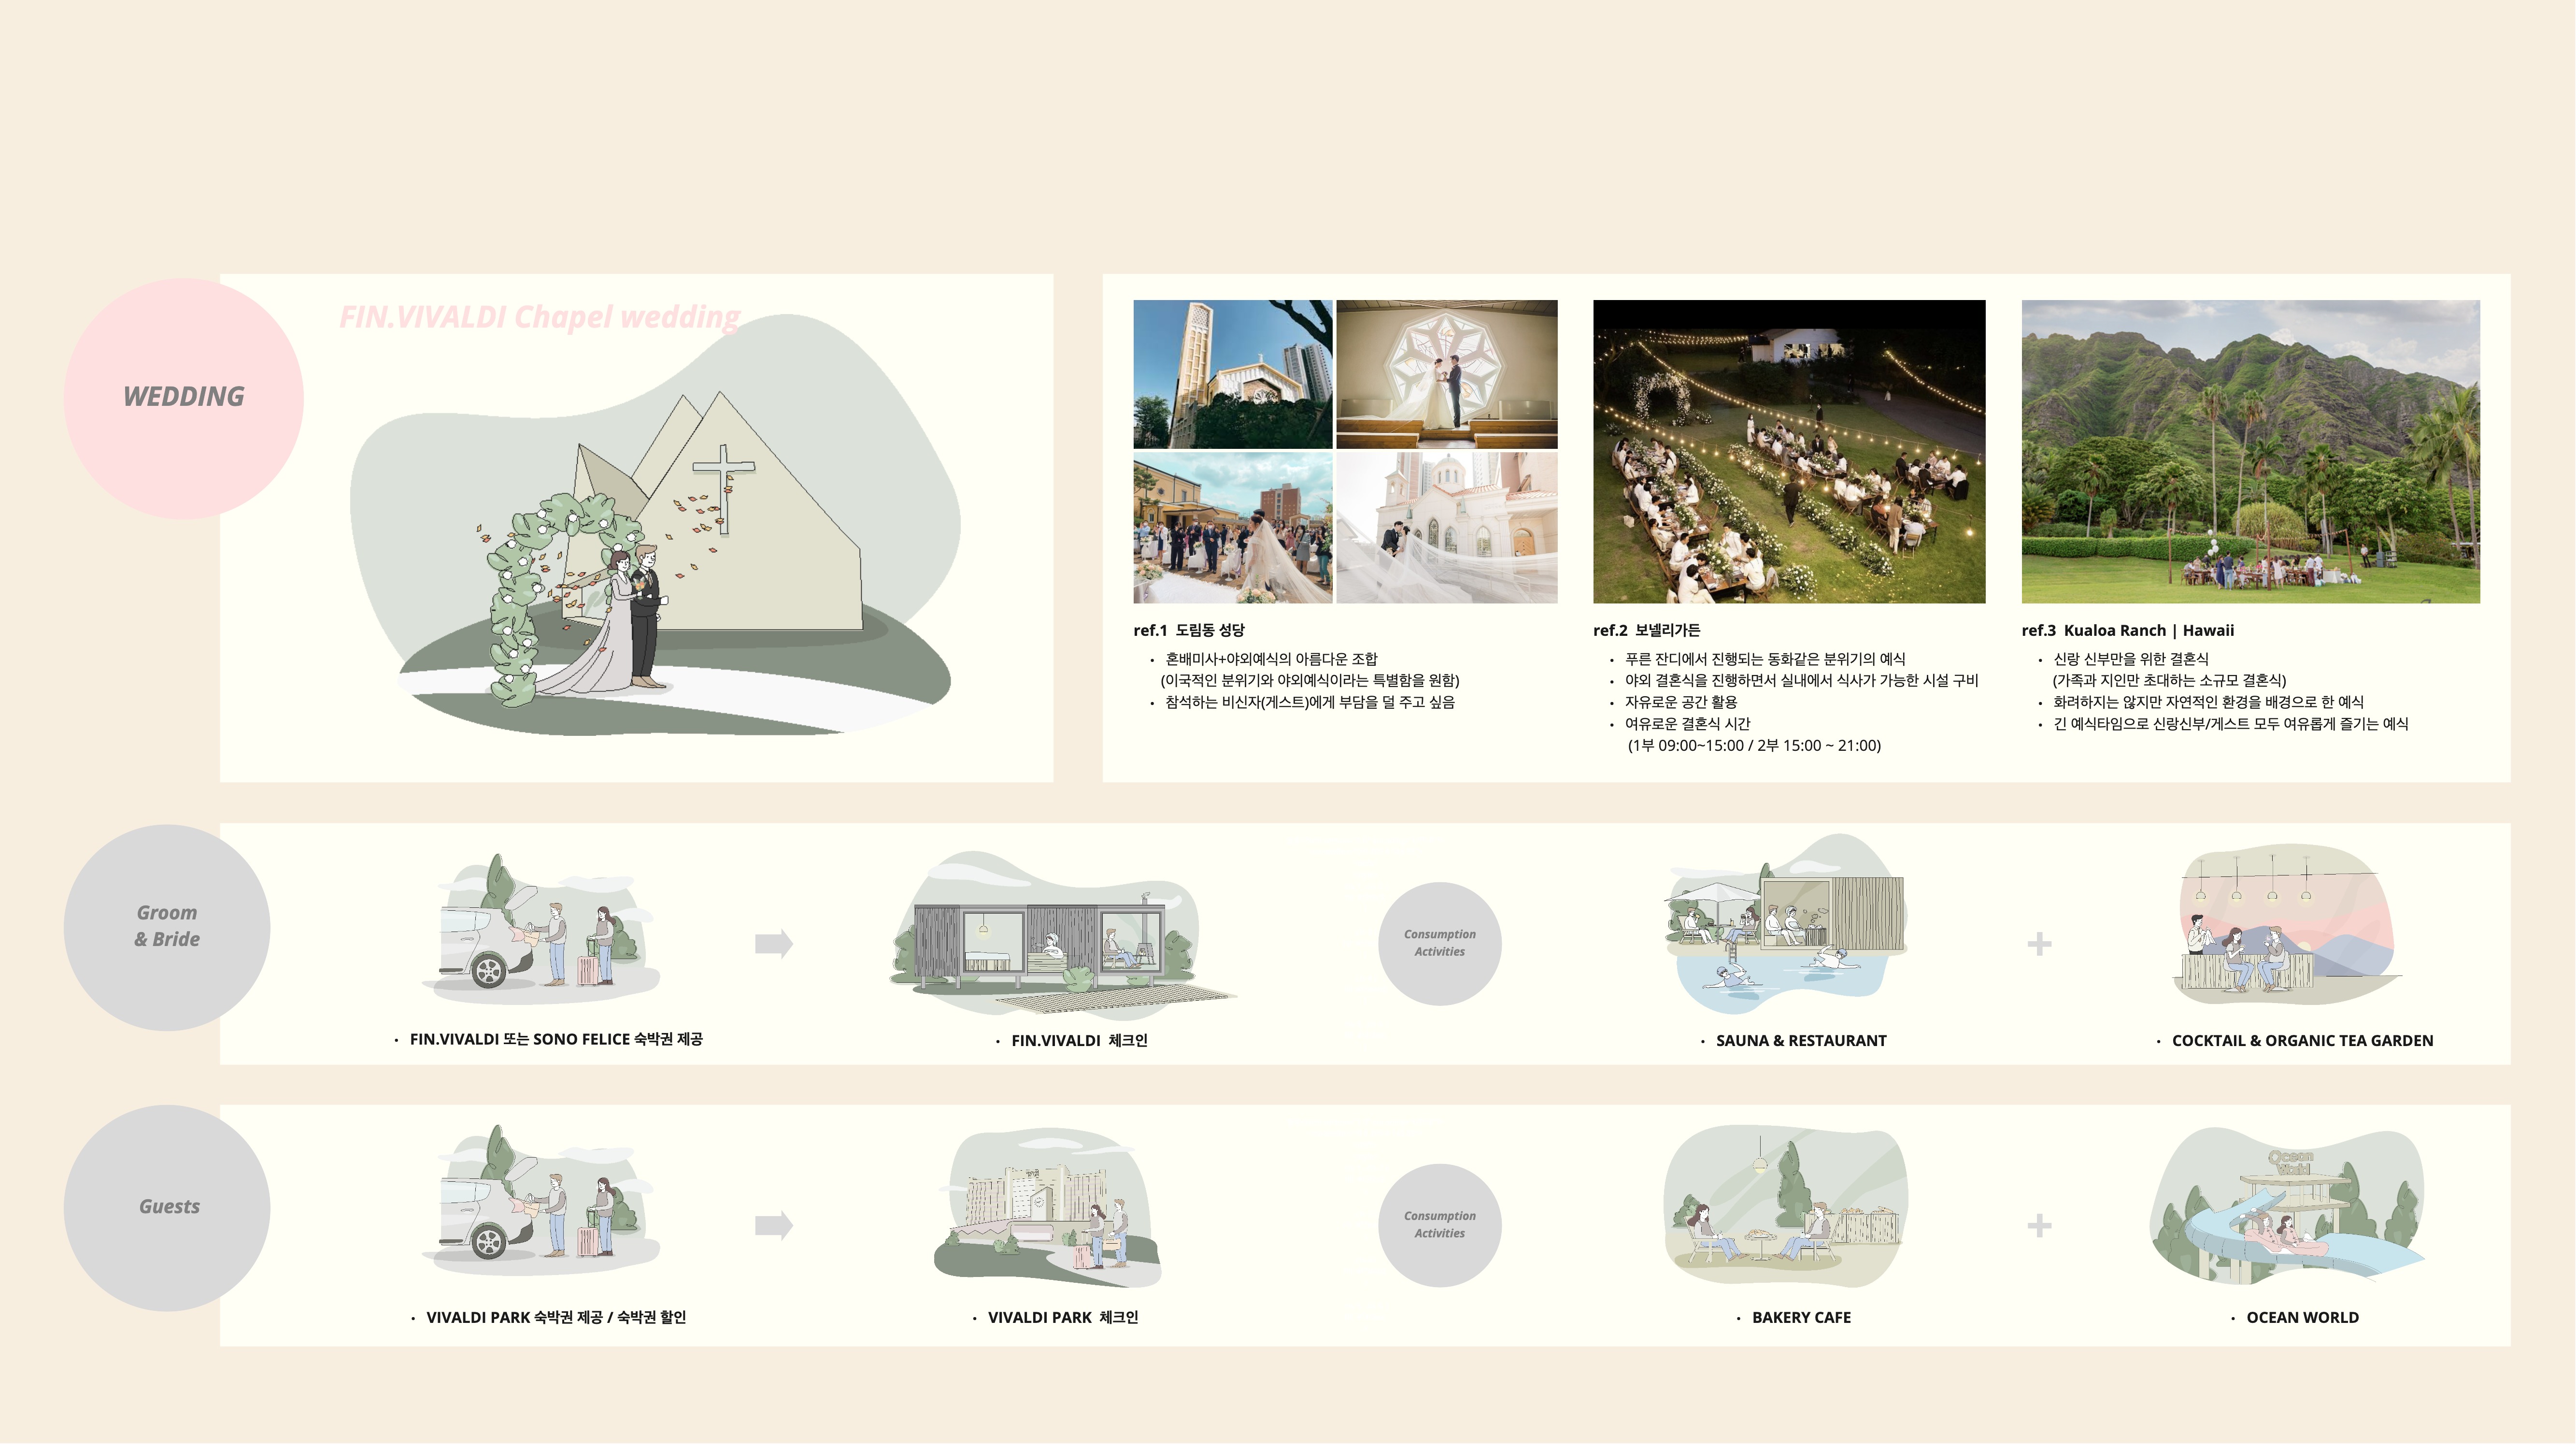 WEDDING
FIN.VIVALDI Chapel wedding
ref.1 도림동 성당
• 혼배미사+야외예식의 아름다운 조합
(이국적인 분위기와 야외예식이라는 특별함을 원함)
• 참석하는 비신자(게스트)에게 부담을 덜 주고 싶음
ref.2 보넬리가든
• 푸른 잔디에서 진행되는 동화같은 분위기의 예식
• 야외 결혼식을 진행하면서 실내에서 식사가 가능한 시설 구비
• 자유로운 공간 활용
• 여유로운 결혼식 시간
(1부 09:00~15:00 / 2부 15:00 ~ 21:00)
ref.3 Kualoa Ranch | Hawaii
• 신랑 신부만을 위한 결혼식
(가족과 지인만 초대하는 소규모 결혼식)
• 화려하지는 않지만 자연적인 환경을 배경으로 한 예식
• 긴 예식타임으로 신랑신부/게스트 모두 여유롭게 즐기는 예식
Groom
& Bride
• FIN.VIVALDI 또는 SONO FELICE 숙박권 제공
• FIN.VIVALDI 체크인
Consumption
Activities
• SAUNA & RESTAURANT
+
• COCKTAIL & ORGANIC TEA GARDEN
Guests
• VIVALDI PARK 숙박권 제공 / 숙박권 할인
• VIVALDI PARK 체크인
Consumption
Activities
• BAKERY CAFE
+
Ocean
World
• OCEAN WORLD